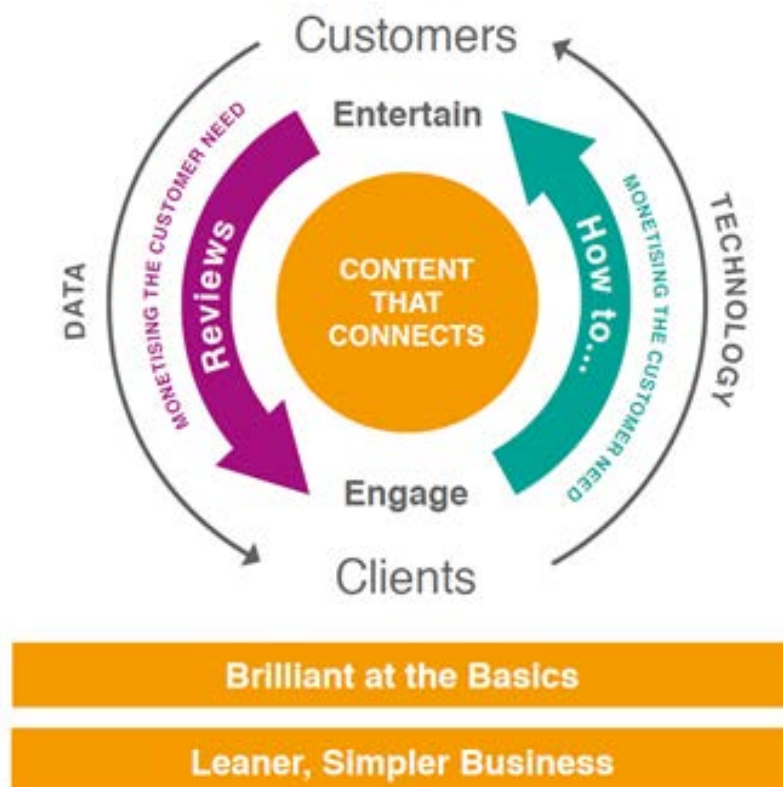 Customers
Entertain
MONETISING THE CUSTOMER NEED
Reviews
DATA
CONTENT
THAT
CONNECTS
How to...
MONETISING THE CUSTOMER NEED
TECHNOLOGY
Engage
Clients
Brilliant at the Basics
Leaner, Simpler Business